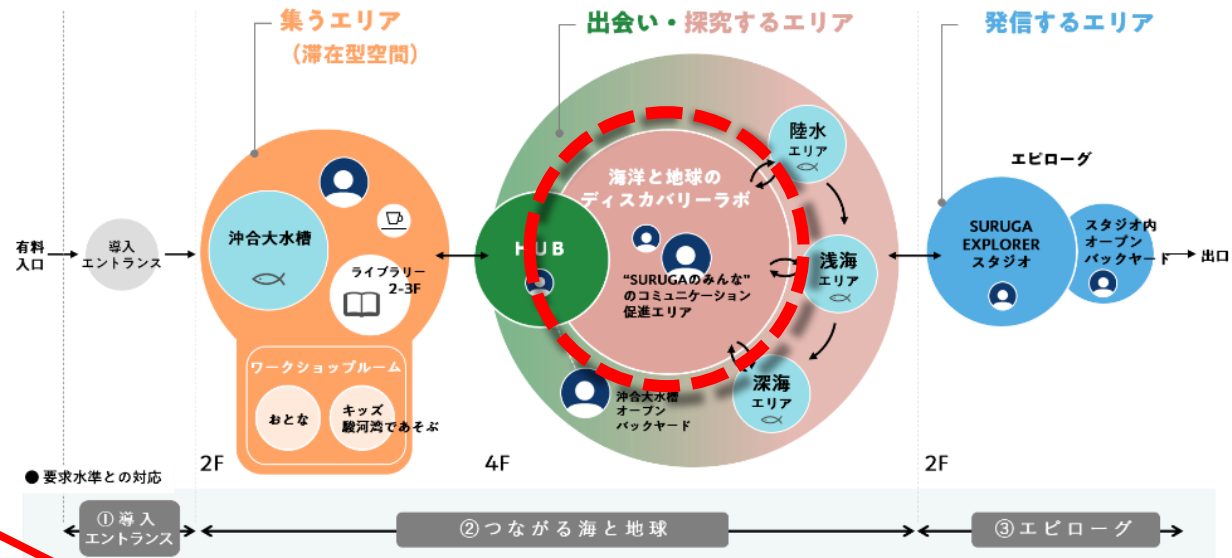 集うエリア
（滞在型空間）
出会い・探究するエリア
発信するエリア
有料
入口
導入
エントランス
沖合大水槽
ライブラリー
2-3F
ワークショップルーム
おとな
キッズ
駿河湾であそぶ
2F
HUB
海洋と地球の
ディスカバリーラボ
“SURUGAのみんな”
のコミュニケーション
促進エリア
沖合大水槽
オープン
バックヤード
陸水
エリア
浅海
エリア
深海
エリア
4F
エピローグ
SURUGA
EXPLORER
スタジオ
スタジオ内
オープン
バックヤード
出口
2F
● 要求水準との対応
①導入
エントランス
②つながる海と地球
③エピローグ